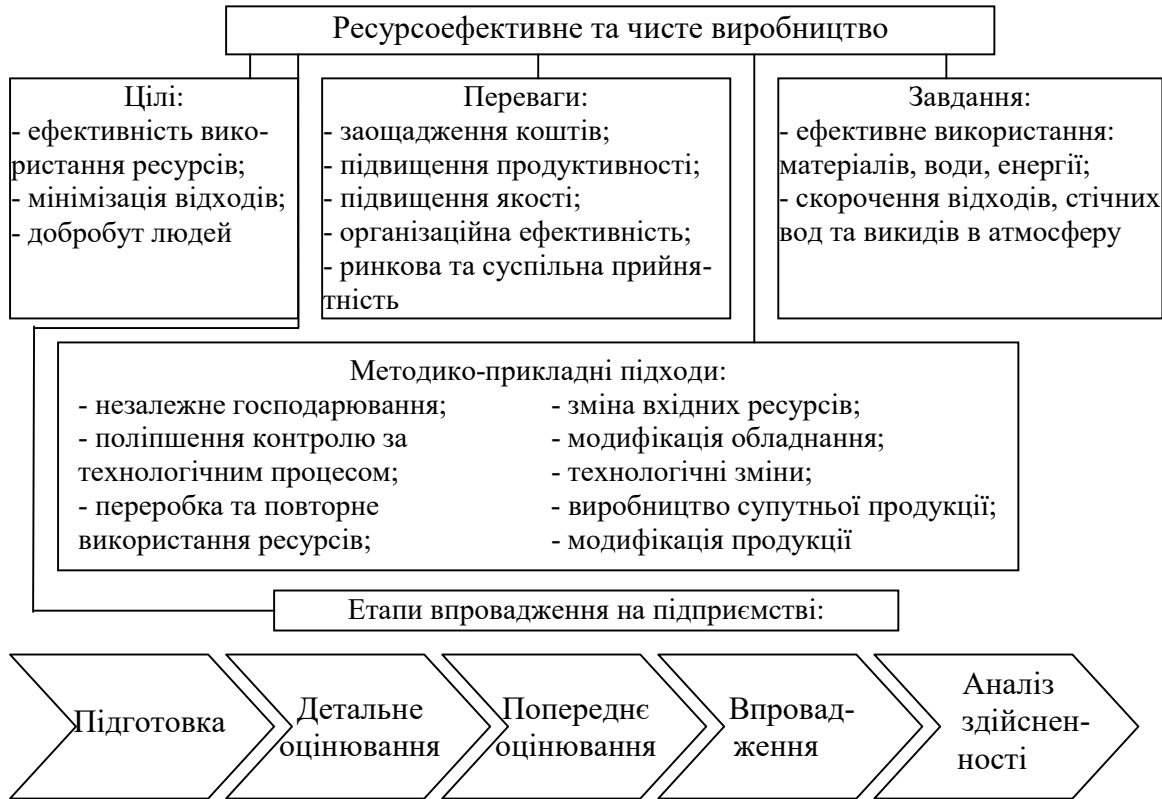 Ресурсоефективне та чисте виробництво
Цілі:
- ефективність вико-
ристання ресурсів;
- мінімізація відходів;
- добробут людей
Переваги:
- заощадження коштів;
- підвищення продуктивності;
- підвищення якості;
- організаційна ефективність;
- ринкова та суспільна прийня-
тність
Завдання:
- ефективне використання:
матеріалів, води, енергії;
- скорочення відходів, стічних
вод та викидів в атмосферу
Методико-прикладні підходи:
- незалежне господарювання;
- поліпшення контролю за
технологічним процесом;
- переробка та повторне
використання ресурсів;
- зміна вхідних ресурсів;
- модифікація обладнання;
- технологічні зміни;
- виробництво супутньої продукції;
- модифікація продукції
Етапи впровадження на підприємстві:
Підготовка
Детальне
оцінювання
Попереднє
оцінювання
Впровад-
ження
Аналіз
здійснен-
ності